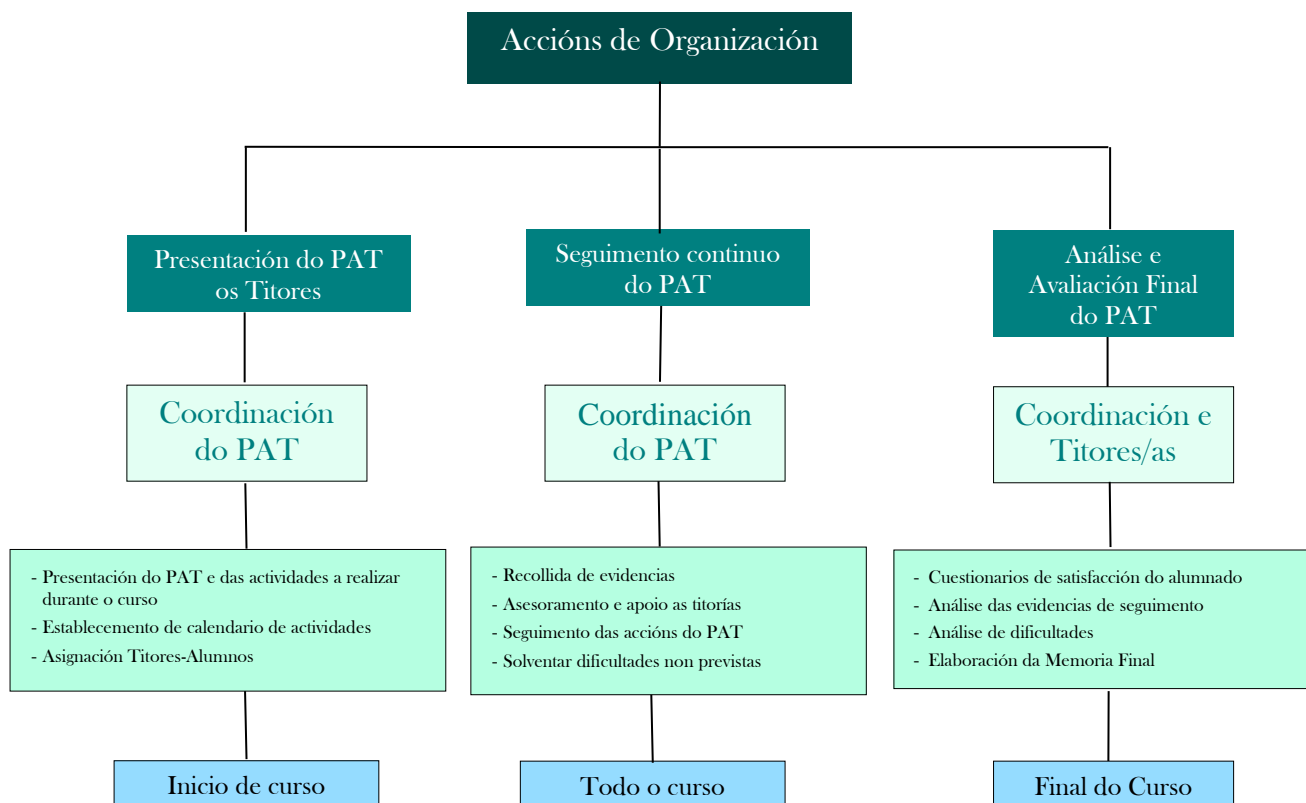 Accións de Organización
Presentación do PAT
os Titores
Seguimento continuo
do PAT
Análise e
Avaliación Final
do PAT
Coordinación
do PAT
Coordinación
do PAT
Coordinación e
Titores/as
- Presentación do PAT e das actividades a realizar
durante o curso
- Establecemento de calendario de actividades
- Asignación Titores-Alumnos
- Recollida de evidencias
- Asesoramento e apoio as titorías
- Seguimento das accións do PAT
- Solventar dificultades non previstas
- Cuestionarios de satisfacción do alumnado
- Análise das evidencias de seguimento
- Análise de dificultades
- Elaboración da Memoria Final
Inicio de curso
Todo o curso
Final do Curso